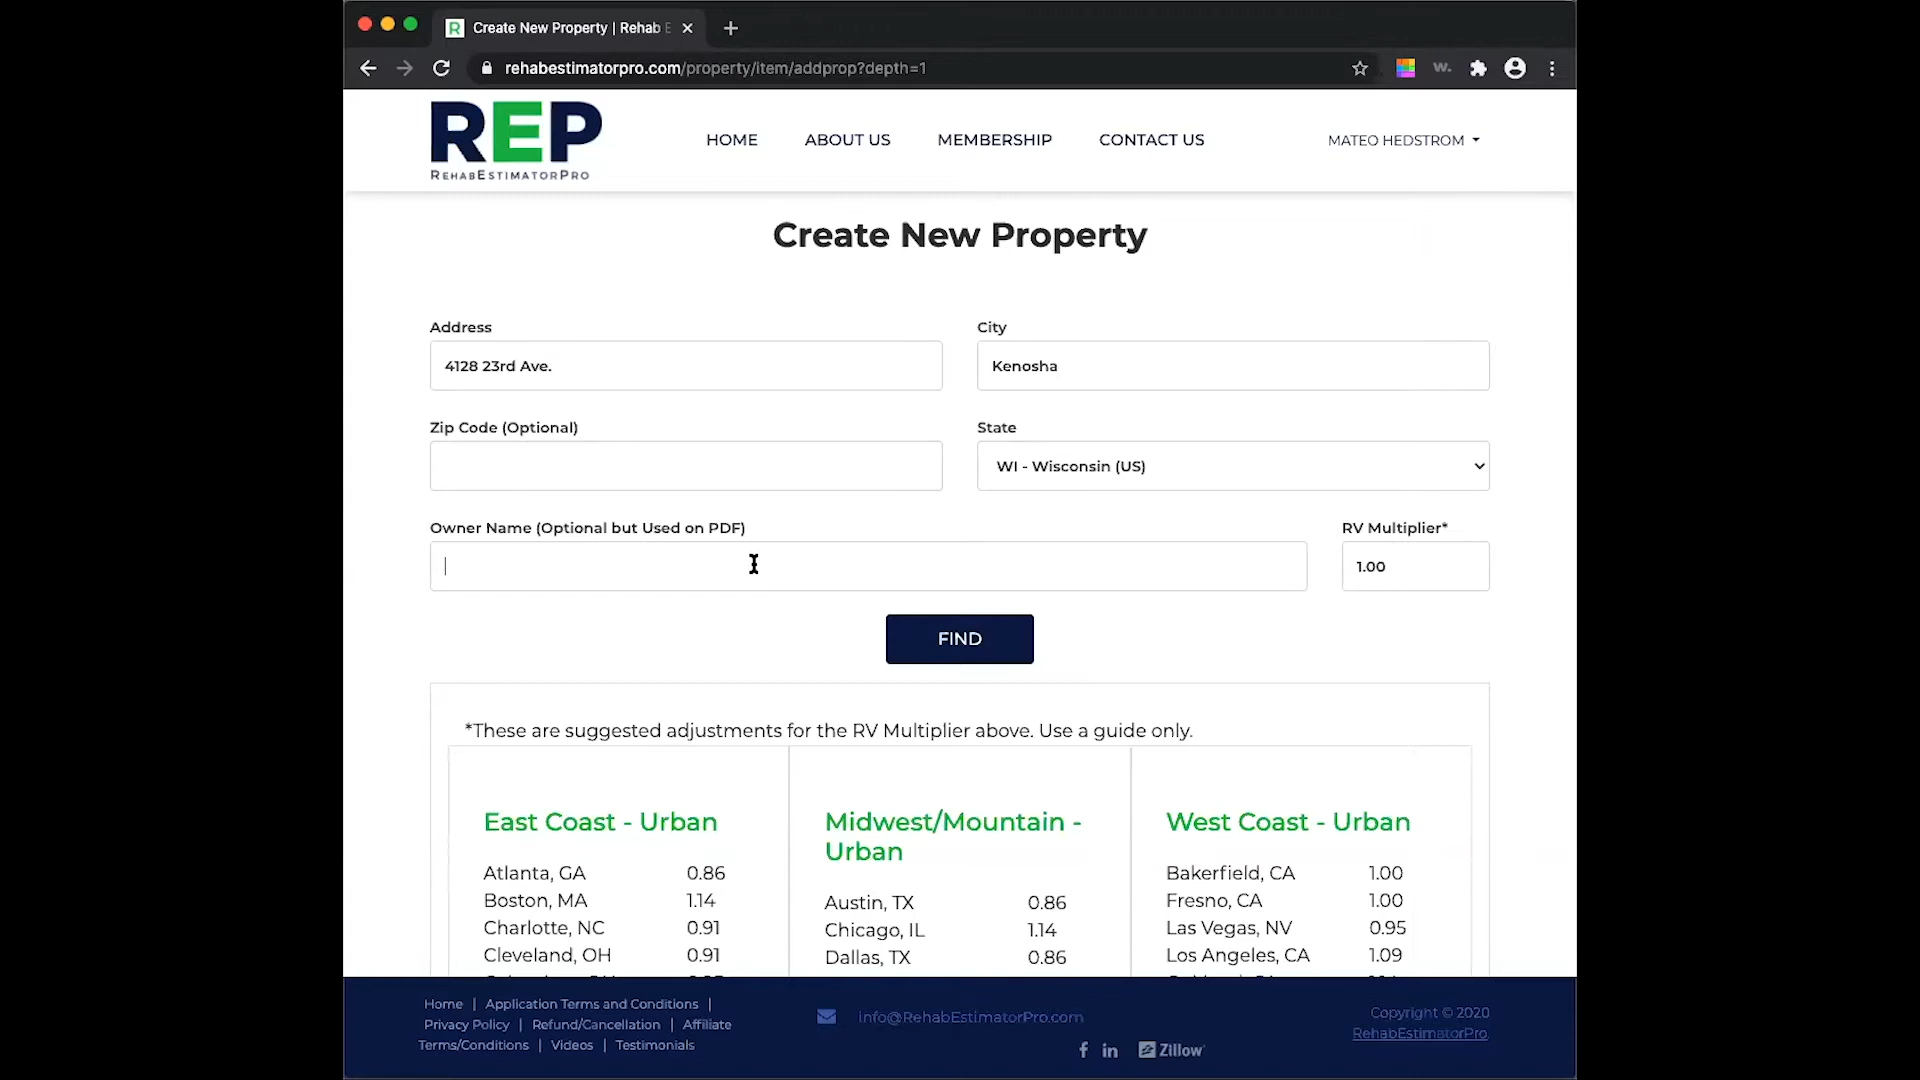 Create New Property | Rehab E
rehabestimatorpro.com/property/item/addprop?depth=1
W.
REP
REHABESTIMATORPRO
HOME
ABOUT US
MEMBERSHIP
CONTACT US
MATEO HEDSTROM
Create New Property
Address
City
4128 23rd Ave.
Kenosha
Zip Code (Optional)
State
WI - Wisconsin (US)
Owner Name (Optional but Used on PDF)
RV Multiplier*
1.00
FIND
*These are suggested adjustments for the RV Multiplier above. Use a guide only.
East Coast - Urban
Atlanta, GA 0.86
Boston, MA 1.14
Charlotte, NC 0.91
Cleveland, OH 0.91
Midwest/Mountain -
Urban
Austin, TX 0.86
Chicago, IL 1.14
Dallas, TX 0.86
West Coast - Urban
Bakerfield, CA 1.00
Fresno, CA 1.00
Las Vegas, NV 0.95
Los Angeles, CA 1.09
Home | Application Terms and Conditions |
Privacy Policy | Refund/Cancellation | Affiliate
Terms/Conditions | Videos | Testimonials
Info@RehabEstimatorPro.com
Zillow
Copyright © 2020
RehabEstimatorPro.